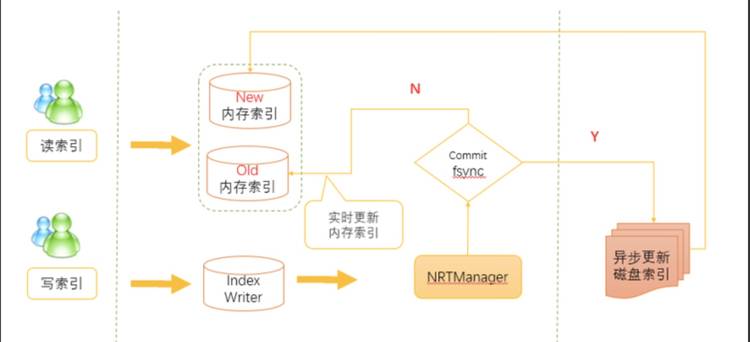 读索引
New
内存索引
Old
内存索引
N
Commit
fsync
Y
实时更新
内存索引
异步更新
磁盘索引
写索引
Index
Writer
NRTManager